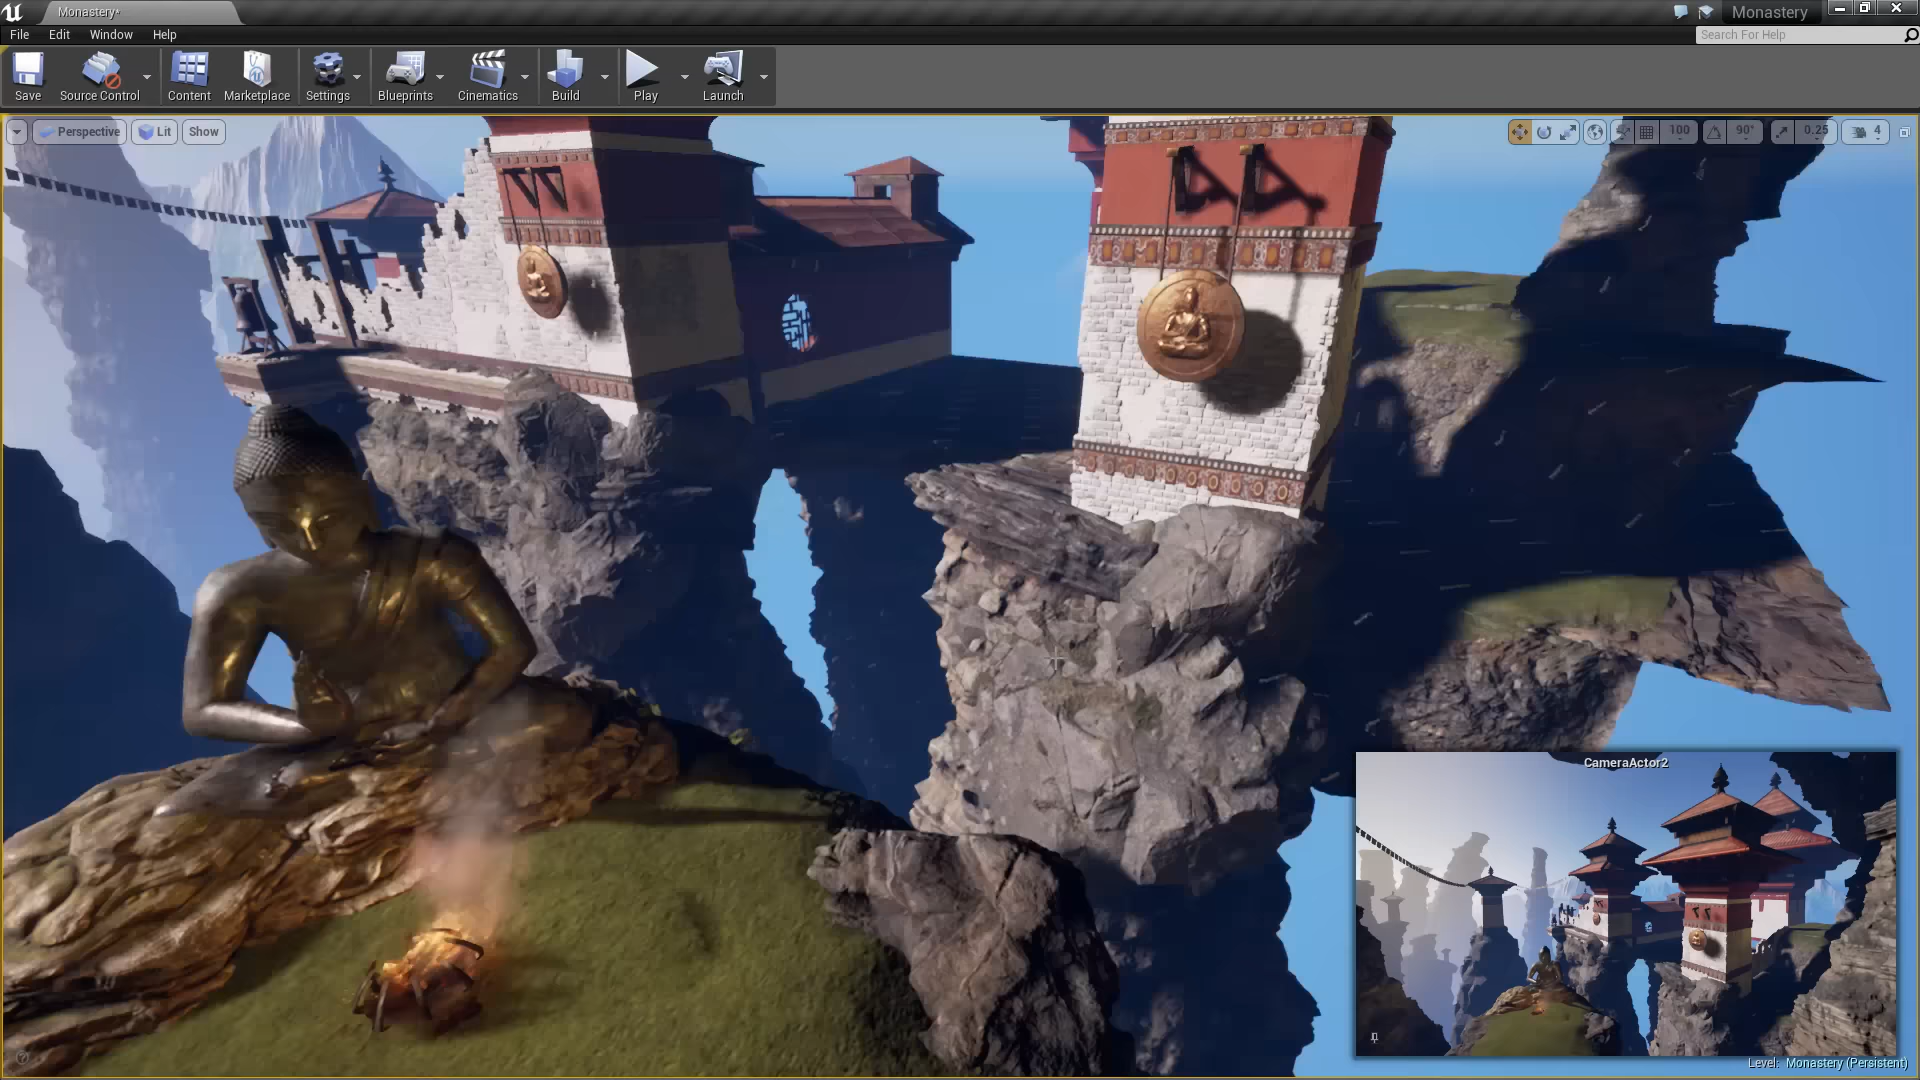 Monastery*
Monastery
File Edit Window Help
Search For Help
Save Source Control Content Marketplace Settings Blueprints Cinematics Build Play Launch
Perspective Lit Show
100 90° 0.25 4
CameraActor2
Level: Monastery (Persistent)